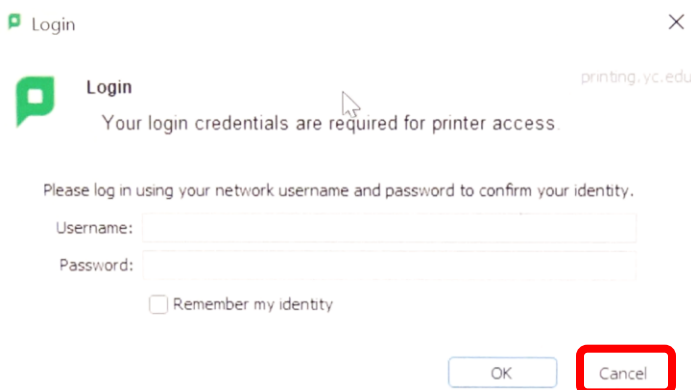 Login
printing.yc.edu
Login
Your login credentials are required for printer access
Please log in using your network username and password to confirm your identity.
Username:
Password:
Remember my identity
OK
Cancel